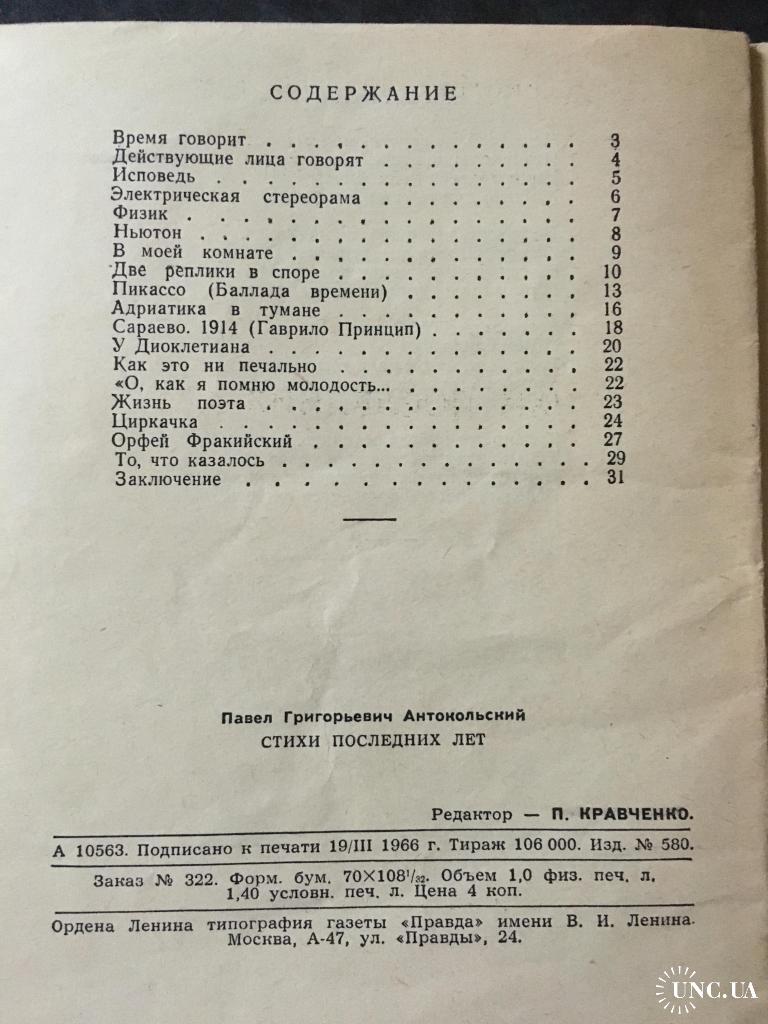 СОДЕРЖАНИЕ
Время говорит . . . . . . . . . . . . . . 3
Действующие лица говорят . . . . . . . . . 4
Исповедь . . . . . . . . . . . . . . . 5
Электрическая стереорама . . . . . . . . . . 6
Физик . . . . . . . . . . . . . . . . 7
Ньютон . . . . . . . . . . . . . . . . 8
В моей комнате . . . . . . . . . . . . . 9
Две реплики в споре . . . . . . . . . . . 10
Пикассо (Баллада времени) . . . . . . . . 13
Адриатика в тумане . . . . . . . . . . . 16
Сараево. 1914 (Гаврило Принцип) . . . . . . . 18
У Диоклетиана . . . . . . . . . . . . . 20
Как это ни печально . . . . . . . . . . . 22
«О, как я помню молодость... . . . . . . . . 22
Жизнь поэта . . . . . . . . . . . . . . 23
Циркачка . . . . . . . . . . . . . . . 24
Орфей Фракийский . . . . . . . . . . . . 27
То, что казалось . . . . . . . . . . . . . 29
Заключение . . . . . . . . . . . . . . 31
Павел Григорьевич Антокольский
СТИХИ ПОСЛЕДНИХ ЛЕТ
Редактор — П. КРАВЧЕНКО.
А 10563. Подписано к печати 19/III 1966 г. Тираж 106 000. Изд. № 580.
Заказ № 322. Форм. бум. 70×108¹/₃₂. Объем 1,0 физ. печ. л.
1,40 условн. печ. л. Цена 4 коп.
Ордена Ленина типография газеты «Правда» имени В. И. Ленина.
Москва, А-47, ул. «Правды», 24.
UNC.UA